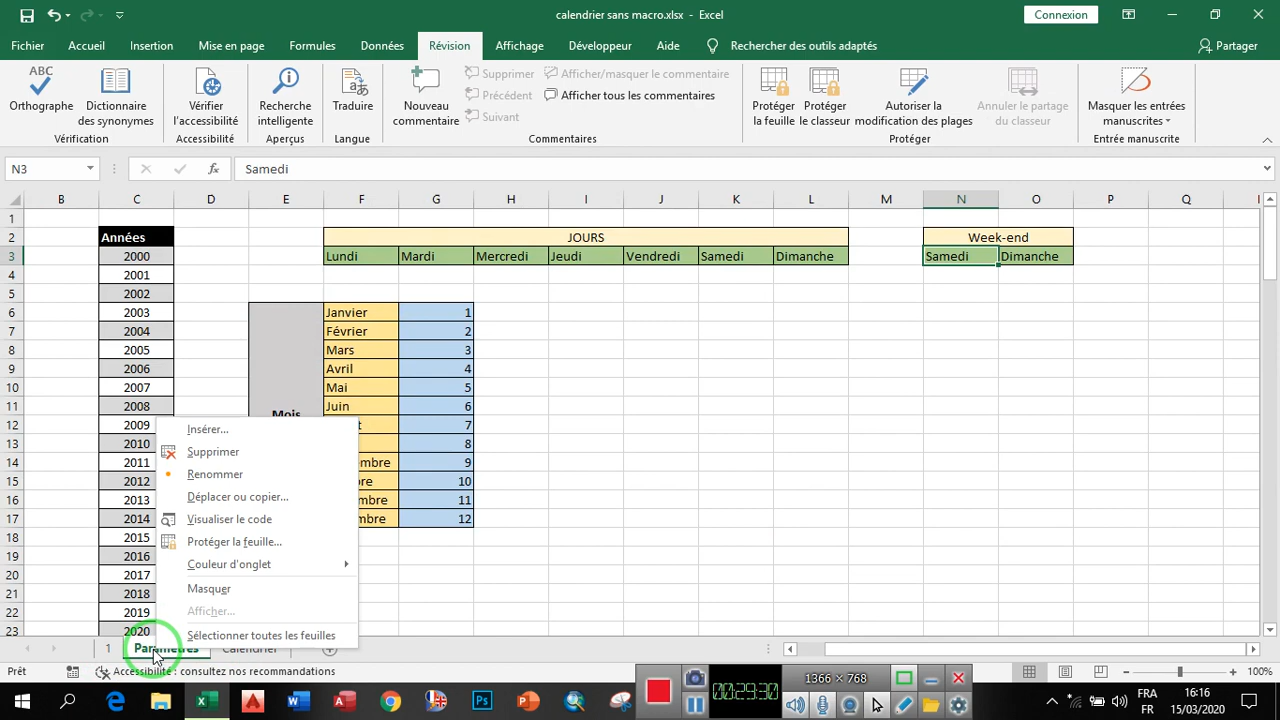 calendrier sans macro.xlsx - Excel
Connexion
Fichier Accueil Insertion Mise en page Formules Données Révision Affichage Développeur Aide Rechercher des outils adaptés Partager
ABC
Orthographe
Dictionnaire des synonymes
Vérification
Vérifier l'accessibilité
Accessibilité
Recherche intelligente
Aperçus
Traduire
Langue
Nouveau commentaire
Supprimer
Précédent
Suivant
Afficher/masquer le commentaire
Afficher tous les commentaires
Commentaires
Protéger la feuille
Protéger le classeur
Autoriser la modification des plages
Annuler le partage du classeur
Protéger
Masquer les entrées manuscrites
Entrée manuscrite
N3 fx Samedi
B C D E F G H I J K L M N O P Q
1
2 Années JOURS Week-end
3 2000 Lundi Mardi Mercredi Jeudi Vendredi Samedi Dimanche Samedi Dimanche
4 2001
5 2002
6 2003 Janvier 1
7 2004 Février 2
8 2005 Mars 3
9 2006 Avril 4
10 2007 Mai 5
11 2008 Juin 6
Mois
12 2009 t 7
13 2010 8
14 2011 embre 9
15 2012 bre 10
16 2013 mbre 11
17 2014 mbre 12
18 2015
19 2016
20 2017
21 2018
22 2019
23 2020
Insérer...
Supprimer
Renommer
Déplacer ou copier...
Visualiser le code
Protéger la feuille...
Couleur d'onglet
Masquer
Afficher...
Sélectionner toutes les feuilles
1 Paramètres Calendrier
Prêt Accessibilité : consultez nos recommandations 100%
1366 × 768
00:29:30
FRA
FR
16:16
15/03/2020